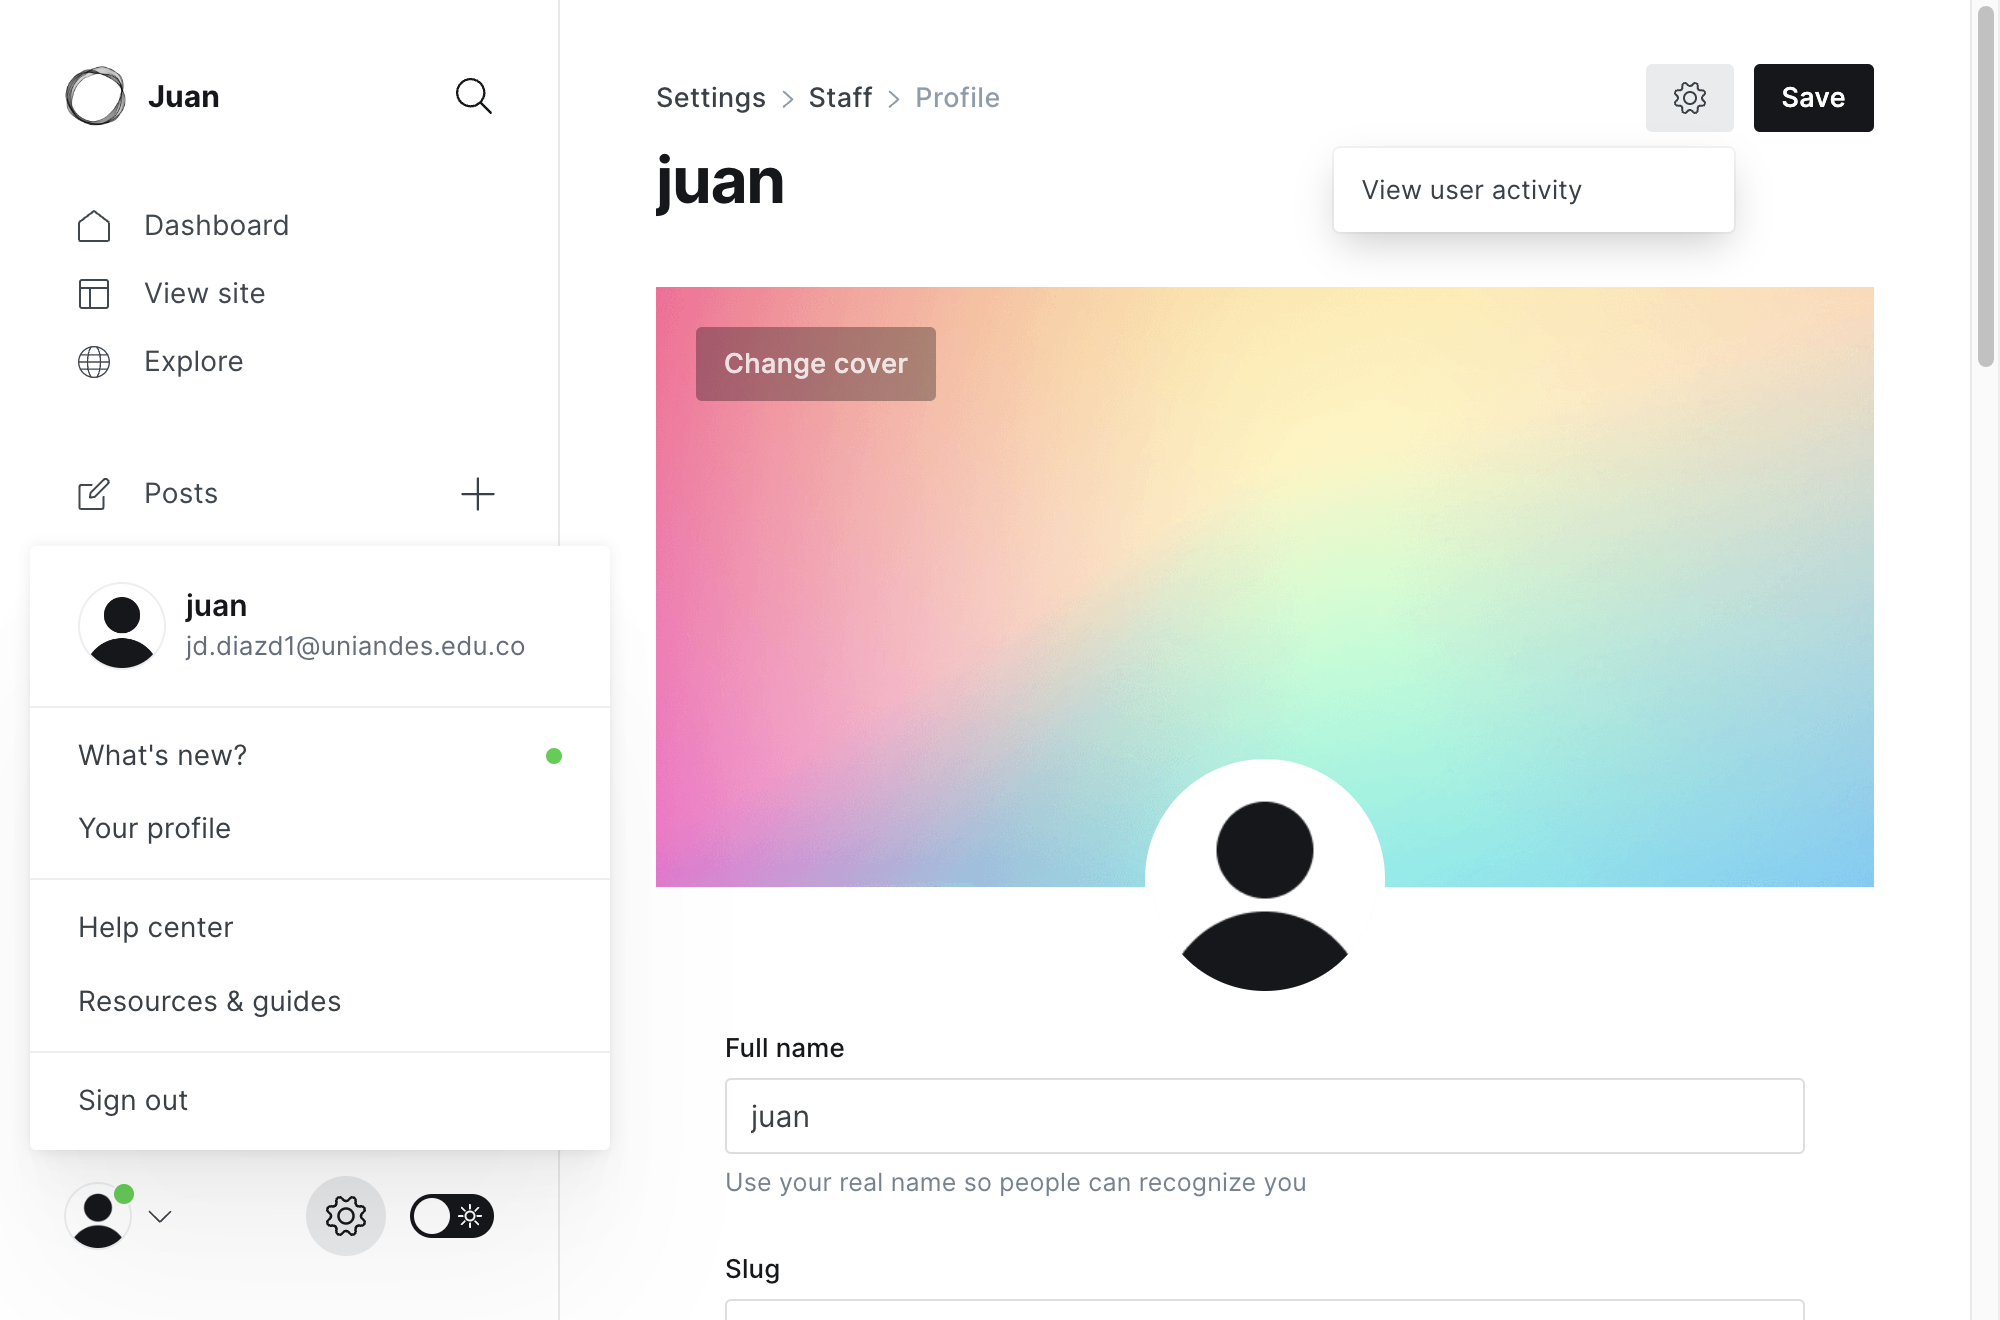 Juan
Dashboard
View site
Explore
Posts
juan
jd.diazd1@uniandes.edu.co
What's new?
Your profile
Help center
Resources & guides
Sign out
Settings > Staff > Profile
Save
juan
View user activity
Change cover
Full name
juan
Use your real name so people can recognize you
Slug